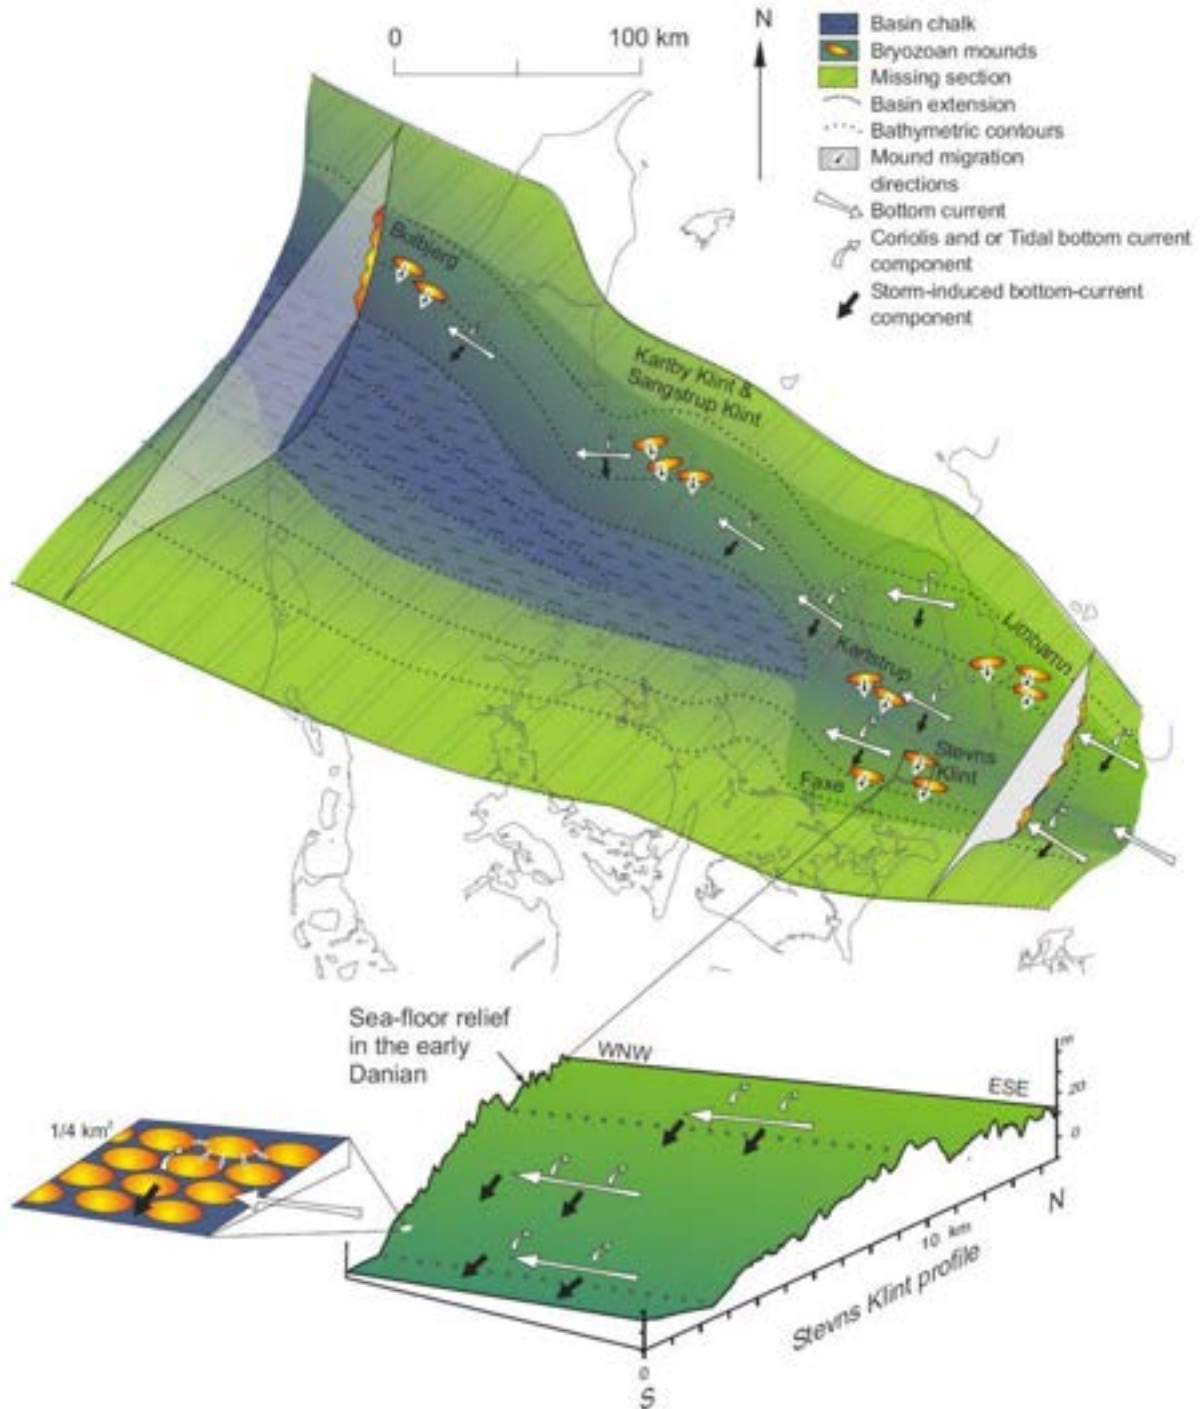 0
100 km
N
Basin chalk
Bryozoan mounds
Missing section
Basin extension
Bathymetric contours
Mound migration
directions
Bottom current
Coriolis and or Tidal bottom current
component
Storm-induced bottom-current
component
Bulbjerg
Karlby Klint &
Sangstrup Klint
Limhamn
Karlstrup
Stevns
Klint
Faxe
Sea-floor relief
in the early
Danian
WNW
ESE
m
20
0
1/4 km²
N
10 km
Stevns Klint profile
0
S